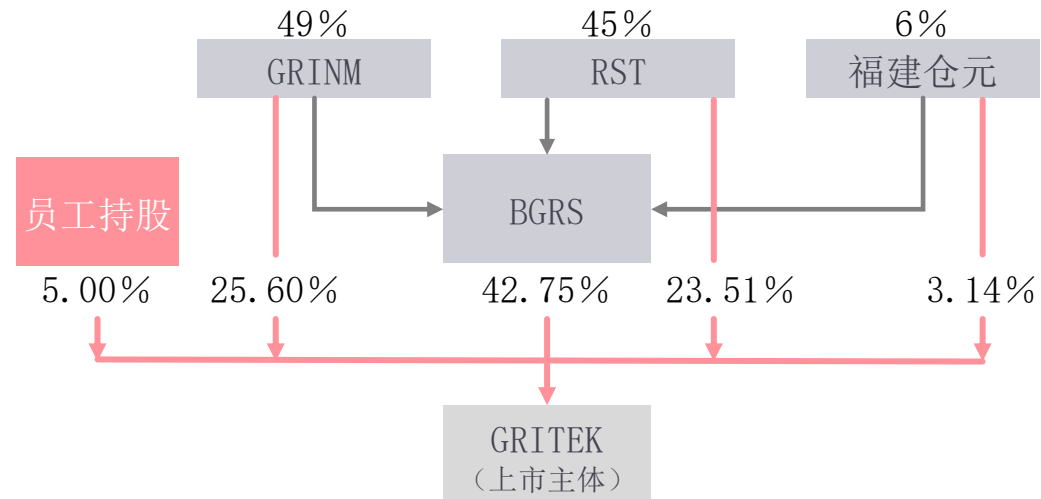 49%
45%
6%
GRINM
RST
福建仓元
员工持股
BGRS
5.00%
25.60%
42.75%
23.51%
3.14%
GRITEK
（上市主体）